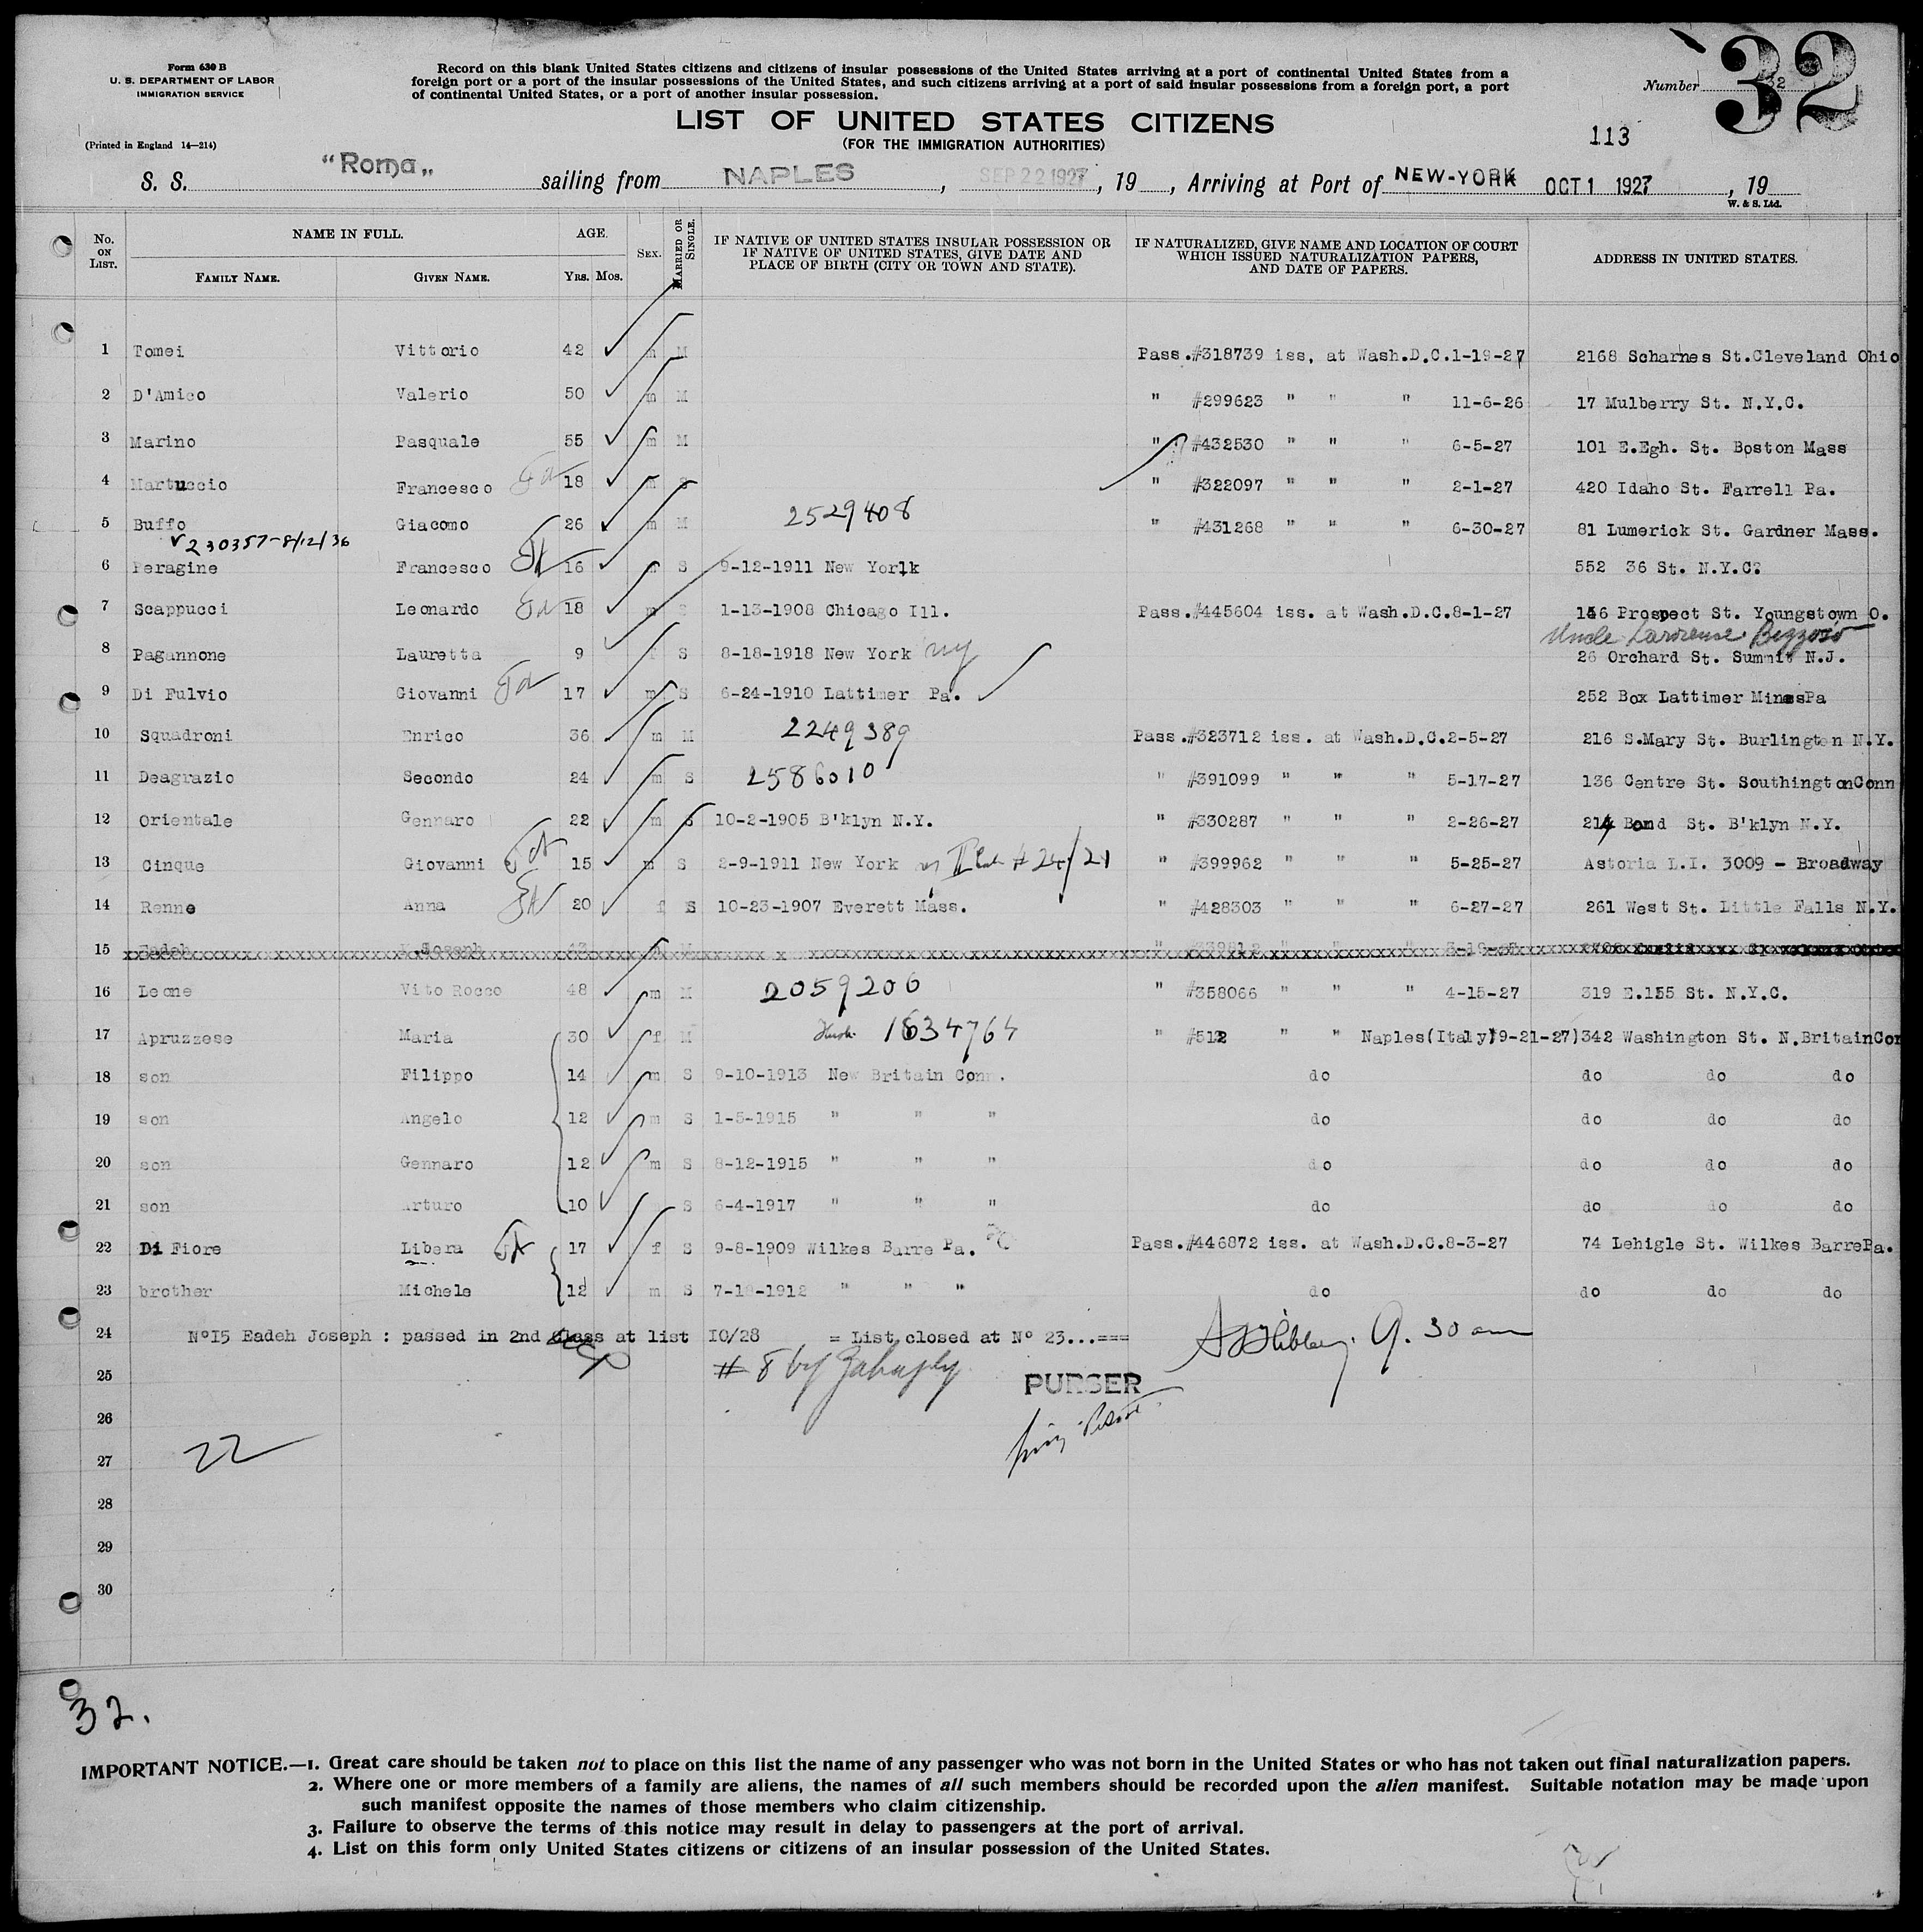 Form 630 B
U. S. DEPARTMENT OF LABOR
IMMIGRATION SERVICE
(Printed in England 14—214)
Record on this blank United States citizens and citizens of insular possessions of the United States arriving at a port of continental United States from a
foreign port or a port of the insular possessions of the United States, and such citizens arriving at a port of said insular possessions from a foreign port, a port
of continental United States, or a port of another insular possession.
Number 32
32
LIST OF UNITED STATES CITIZENS
(FOR THE IMMIGRATION AUTHORITIES)
113
S. S. "Roma" sailing from NAPLES, SEP 22 1927, 19 , Arriving at Port of NEW-YORK OCT 1 1927, 19
W. & S. Ltd.
No. ON LIST. NAME IN FULL. FAMILY NAME. GIVEN NAME. AGE. YRS. MOS. SEX. MARRIED OR SINGLE. IF NATIVE OF UNITED STATES INSULAR POSSESSION OR IF NATIVE OF UNITED STATES, GIVE DATE AND PLACE OF BIRTH (CITY OR TOWN AND STATE). IF NATURALIZED, GIVE NAME AND LOCATION OF COURT WHICH ISSUED NATURALIZATION PAPERS, AND DATE OF PAPERS. ADDRESS IN UNITED STATES.
1 Tomei Vittorio 42 m M Pass.#318739 iss, at Wash.D.C.1-19-27 2168 Scharnes St.Cleveland Ohio
2 D'Amico Valerio 50 m M " #299623 " " " 11-6-26 17 Mulberry St. N.Y.C.
3 Marino Pasquale 55 m M " #432530 " " " 6-5-27 101 E.Egh. St. Boston Mass
4 Martuccio Francesco 18 m S " #322097 " " " 2-1-27 420 Idaho St. Farrell Pa.
5 Buffo Giacomo 26 m M 2529408 " #431268 " " " 6-30-27 81 Lumerick St. Gardner Mass.
230357-8/12/36
6 Peragine Francesco 16 S 9-12-1911 New Yorlk 552 36 St. N.Y.C?
7 Scappucci Leonardo 18 m S 1-13-1908 Chicago Ill. Pass.#445604 iss. at Wash.D.C.8-1-27 146 Prospect St. Youngstown O.
Uncle
8 Pagannone Lauretta 9 f S 8-18-1918 New York NY 26 Orchard St. Summit N.J.
9 Di Fulvio Giovanni 17 m S 6-24-1910 Lattimer Pa. 252 Box Lattimer MinesPa
10 Squadroni Enrico 36 m M 2249389 Pass.#323712 iss. at Wash.D.C.2-5-27 216 S.Mary St. Burlington N.Y.
11 Deagrazio Secondo 24 m S 2586010 " #391099 " " " 5-17-27 136 Centre St. SouthingtonConn
12 Orientale Gennaro 22 m S 10-2-1905 B'klyn N.Y. " #330287 " " " 2-26-27 214 Bond St. B'klyn N.Y.
13 Cinque Giovanni 15 m S 2-9-1911 New York " #399962 " " " 5-25-27 Astoria L.I. 3009 - Broadway
14 Renne Anna 20 f S 10-23-1907 Everett Mass. " #428303 " " " 6-27-27 261 West St. Little Falls N.Y.
15 Eadeh Joseph
16 Leone Vito Rocco 48 m M 2059206 " #358066 " " " 4-15-27 319 E.155 St. N.Y.C.
17 Apruzzese Maria 30 f M 1634764 " #512 " " Naples(Italy)9-21-27)342 Washington St. N.BritainCon
18 son Filippo 14 m S 9-10-1913 New Britain Conn. do do do do
19 son Angelo 12 m S 1-5-1915 " " " do do do do
20 son Gennaro 12 m S 8-12-1915 " " " do do do do
21 son Arturo 10 S 6-4-1917 " " " do do do do
22 Di Fiore Libera 17 f S 9-8-1909 Wilkes Barre Pa. Pass.#446872 iss. at Wash.D.C.8-3-27 74 Lehigle St. Wilkes BarrePa.
23 brother Michele 12 m S 7-18-1912 " " " do do do do
24 N°I5 Eadeh Joseph : passed in 2nd Class at list I0/28 = List closed at N° 23...=== 9.30 am
25 # 8 by PURSER
26
27 22
28
29
30
32.
IMPORTANT NOTICE.—1. Great care should be taken not to place on this list the name of any passenger who was not born in the United States or who has not taken out final naturalization papers.
2. Where one or more members of a family are aliens, the names of all such members should be recorded upon the alien manifest. Suitable notation may be made upon
such manifest opposite the names of those members who claim citizenship.
3. Failure to observe the terms of this notice may result in delay to passengers at the port of arrival.
4. List on this form only United States citizens or citizens of an insular possession of the United States.